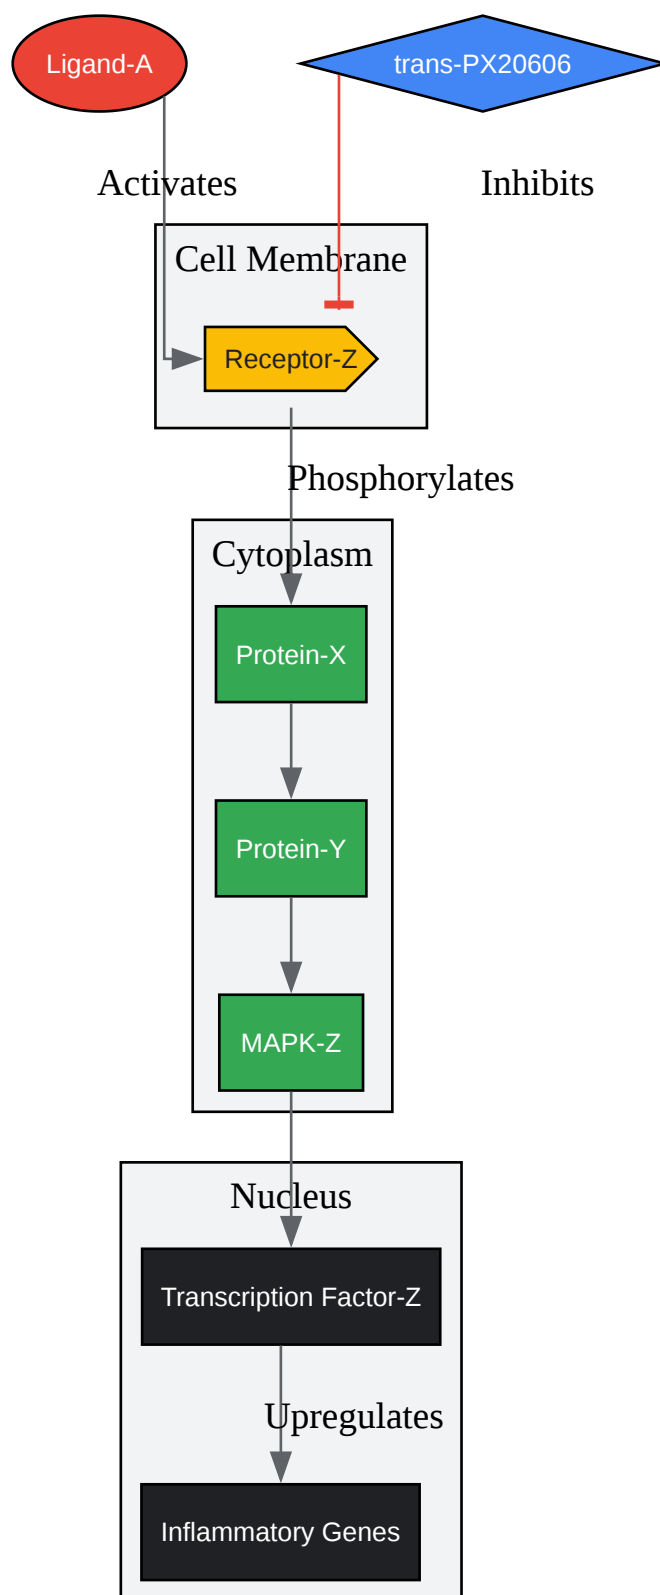 Ligand-A
trans-PX20606
Activates
Inhibits
Cell Membrane
Receptor-Z
Phosphorylates
Cytoplasm
Protein-X
Protein-Y
MAPK-Z
Nucleus
Transcription Factor-Z
Upregulates
Inflammatory Genes